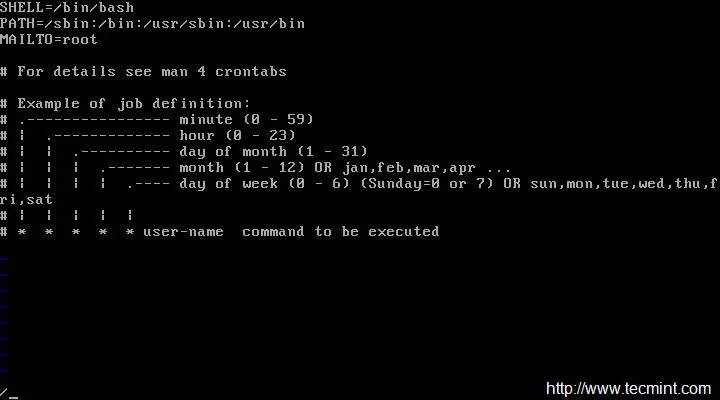 SHELL=/bin/bash
PATH=/sbin:/bin:/usr/sbin:/usr/bin
MAILTO=root
# For details see man 4 crontabs
# Example of job definition:
# .---------------- minute (0 - 59)
# |  .------------- hour (0 - 23)
# |  |  .---------- day of month (1 - 31)
# |  |  |  .------- month (1 - 12) OR jan,feb,mar,apr ...
# |  |  |  |  .---- day of week (0 - 6) (Sunday=0 or 7) OR sun,mon,tue,wed,thu,f
ri,sat
# |  |  |  |  |
# *  *  *  *  * user-name  command to be executed
~
~
~
~
~
~
~
~
/_
http://www.tecmint.com